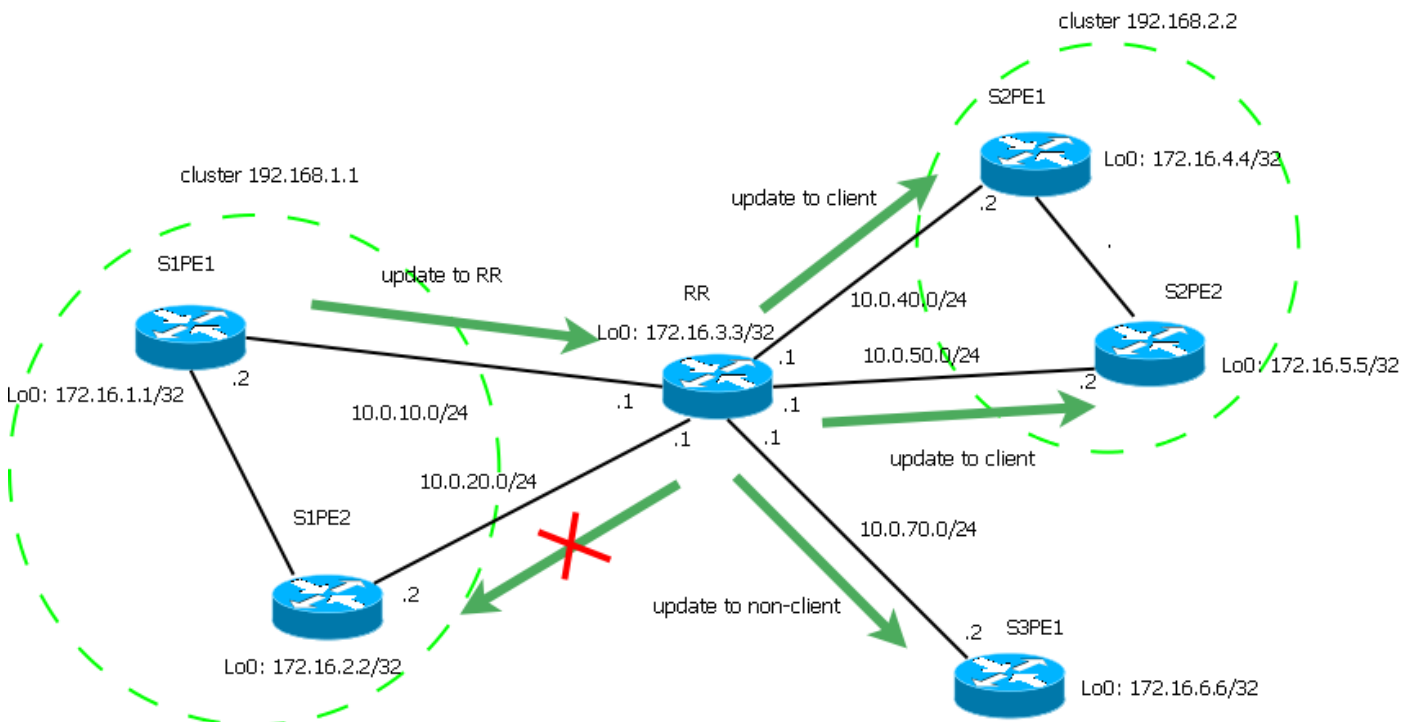 cluster 192.168.2.2
S2PE1
Lo0: 172.16.4.4/32
cluster 192.168.1.1
update to client
.2
.
S1PE1
update to RR
RR
10.0.40.0/24
S2PE2
Lo0: 172.16.3.3/32
.1
10.0.50.0/24
Lo0: 172.16.5.5/32
.2
.2
Lo0: 172.16.1.1/32
10.0.10.0/24
.1
.1
.1
.1
update to client
10.0.20.0/24
S1PE2
10.0.70.0/24
.2
update to non-client
.2
S3PE1
Lo0: 172.16.2.2/32
Lo0: 172.16.6.6/32